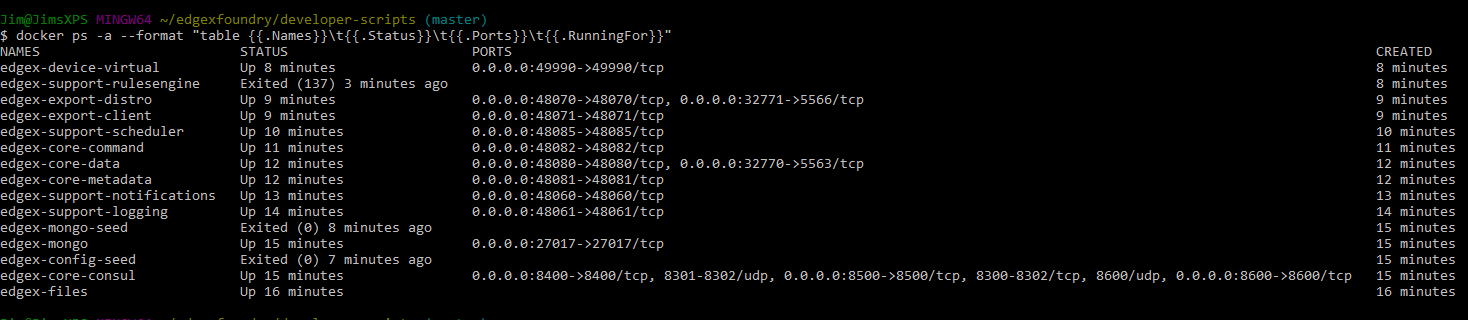 Jim@JimsXPS MINGW64 ~/edgexfoundry/developer-scripts (master)
$ docker ps -a --format "table {{.Names}}\t{{.Status}}\t{{.Ports}}\t{{.RunningFor}}"
NAMES STATUS PORTS CREATED
edgex-device-virtual Up 8 minutes 0.0.0.0:49990->49990/tcp 8 minutes
edgex-support-rulesengine Exited (137) 3 minutes ago 8 minutes
edgex-export-distro Up 9 minutes 0.0.0.0:48070->48070/tcp, 0.0.0.0:32771->5566/tcp 9 minutes
edgex-export-client Up 9 minutes 0.0.0.0:48071->48071/tcp 9 minutes
edgex-support-scheduler Up 10 minutes 0.0.0.0:48085->48085/tcp 10 minutes
edgex-core-command Up 11 minutes 0.0.0.0:48082->48082/tcp 11 minutes
edgex-core-data Up 12 minutes 0.0.0.0:48080->48080/tcp, 0.0.0.0:32770->5563/tcp 12 minutes
edgex-core-metadata Up 12 minutes 0.0.0.0:48081->48081/tcp 12 minutes
edgex-support-notifications Up 13 minutes 0.0.0.0:48060->48060/tcp 13 minutes
edgex-support-logging Up 14 minutes 0.0.0.0:48061->48061/tcp 14 minutes
edgex-mongo-seed Exited (0) 8 minutes ago 15 minutes
edgex-mongo Up 15 minutes 0.0.0.0:27017->27017/tcp 15 minutes
edgex-config-seed Exited (0) 7 minutes ago 15 minutes
edgex-core-consul Up 15 minutes 0.0.0.0:8400->8400/tcp, 8301-8302/udp, 0.0.0.0:8500->8500/tcp, 8300-8302/tcp, 8600/udp, 0.0.0.0:8600->8600/tcp 15 minutes
edgex-files Up 16 minutes 16 minutes